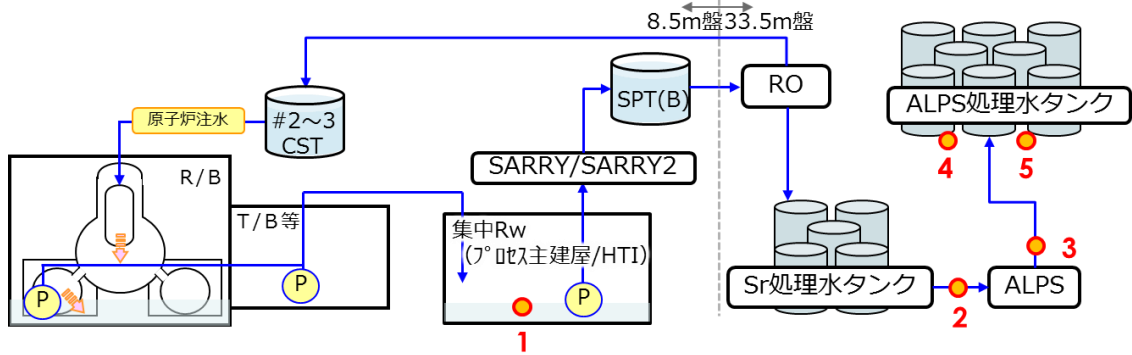 8.5m盤33.5m盤
SPT(B)
RO
ALPS処理水タンク
4
5
原子炉注水
#2～3
CST
SARRY/SARRY2
R/B
T/B等
集中Rw
(ﾌﾟﾛｾｽ主建屋/HTI)
3
P
P
P
1
Sr処理水タンク
2
ALPS